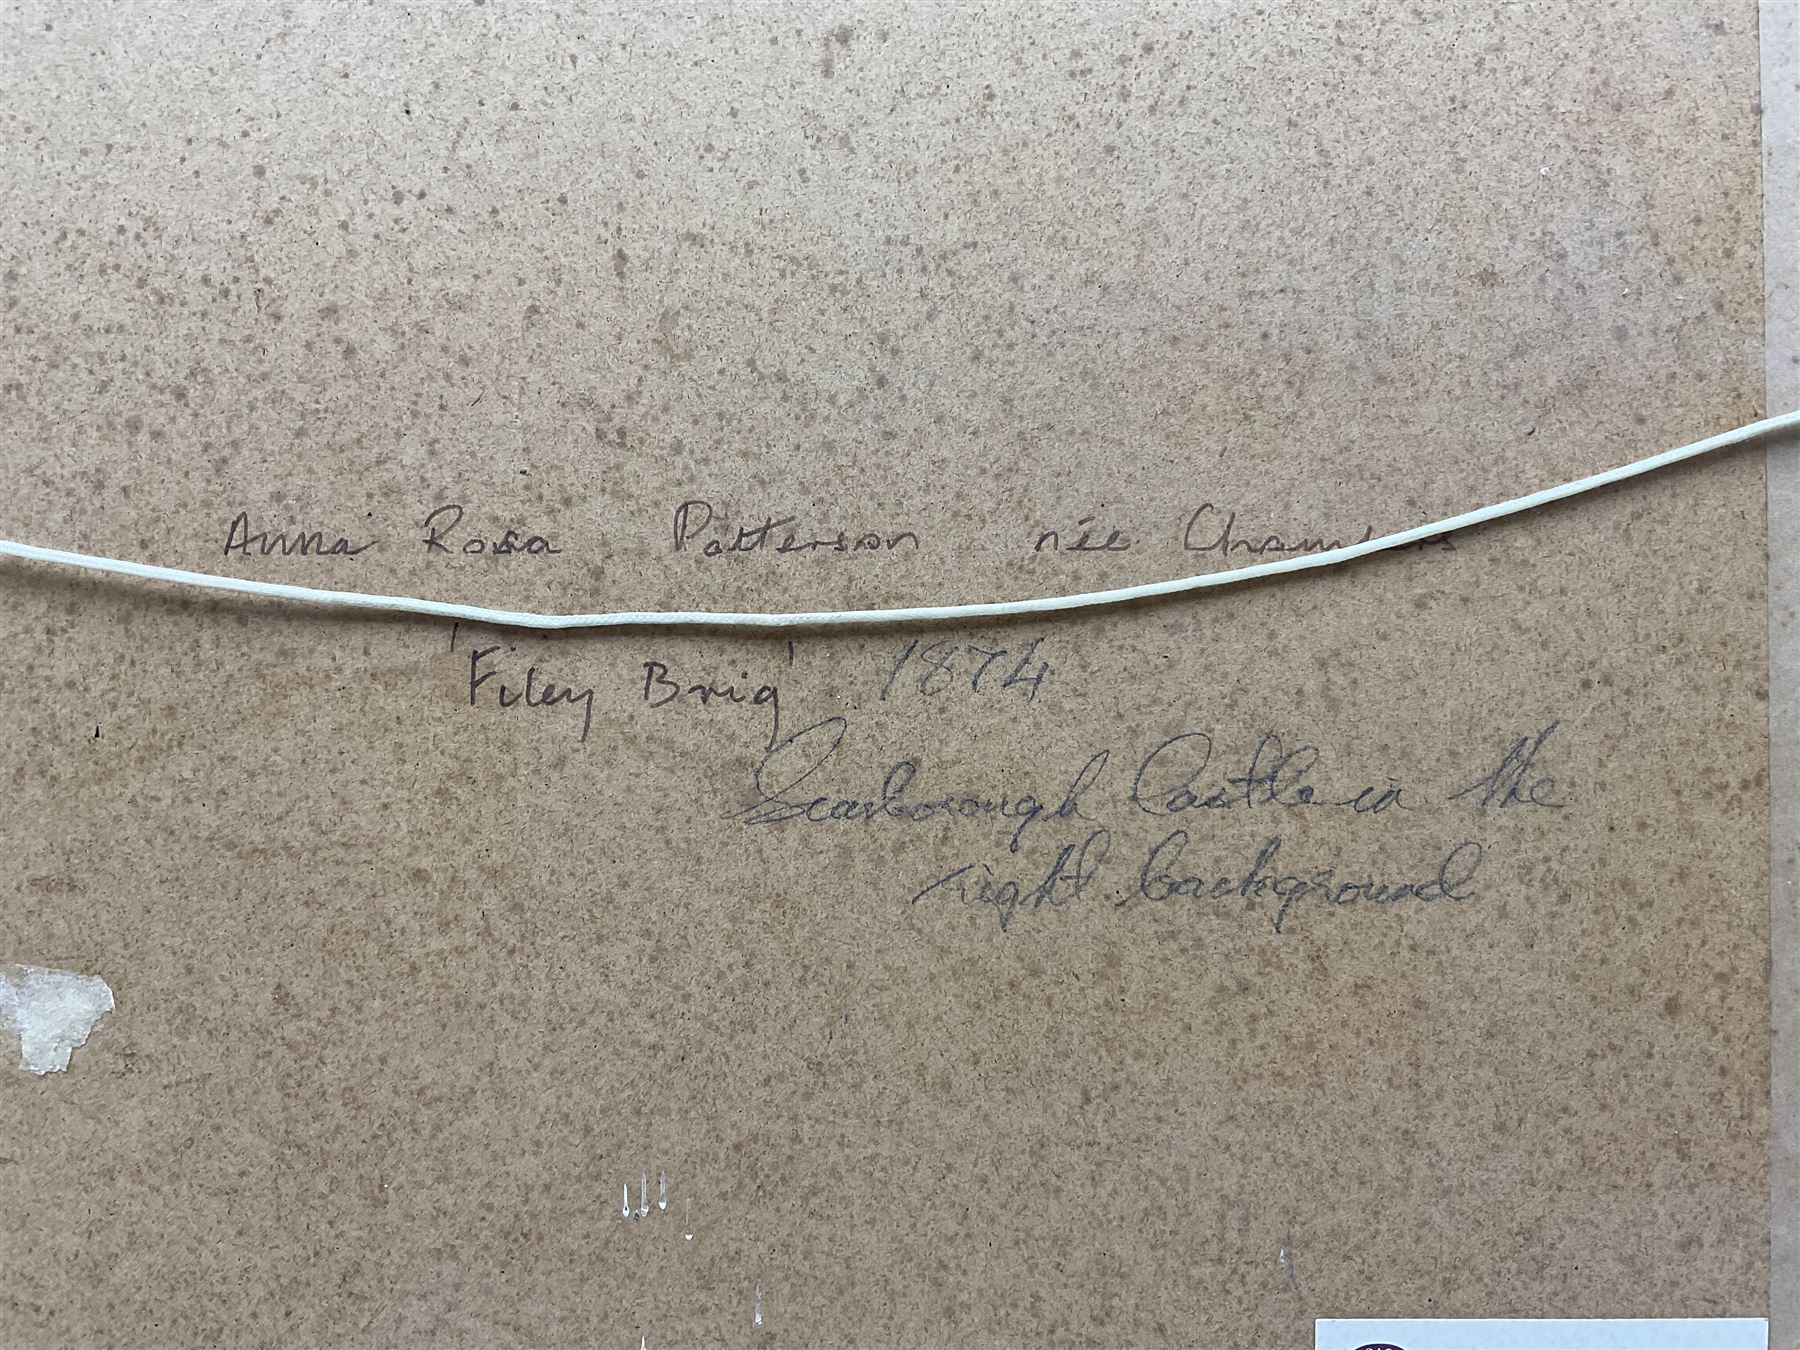 Anna Rosa Patterson née Chambers
'Filey Brig' . 1874
Scarborough Castle in the
right background